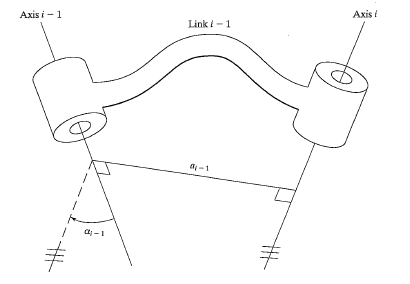 Axis i − 1
Link i − 1
Axis i
a_{i−1}
α_{i−1}